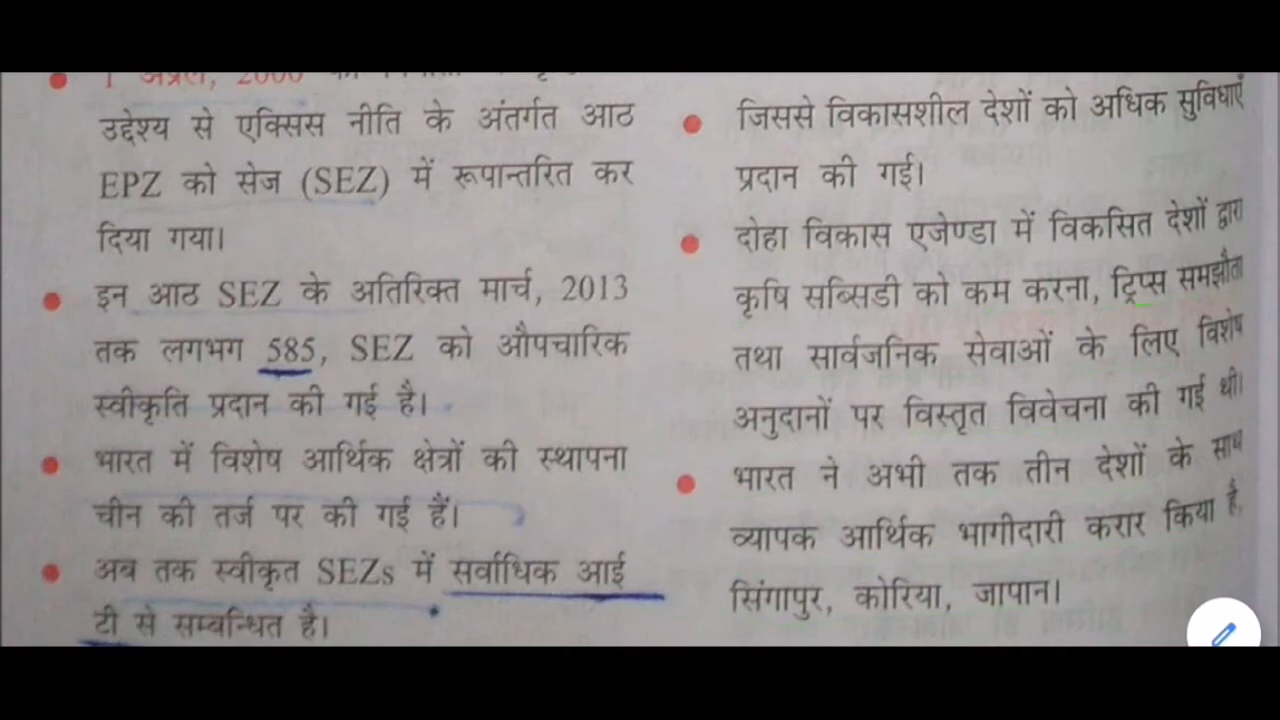 1 अप्रैल, 2000
उद्देश्य से एक्सिस नीति के अंतर्गत आठ
EPZ को सेज (SEZ) में रूपान्तरित कर
दिया गया।
इन आठ SEZ के अतिरिक्त मार्च, 2013
तक लगभग 585, SEZ को औपचारिक
स्वीकृति प्रदान की गई है।
भारत में विशेष आर्थिक क्षेत्रों की स्थापना
चीन की तर्ज पर की गई हैं।
अब तक स्वीकृत SEZs में सर्वाधिक आई
टी से सम्बन्धित है।
जिससे विकासशील देशों को अधिक सुविधाएं
प्रदान की गई।
दोहा विकास एजेण्डा में विकसित देशों द्वारा
कृषि सब्सिडी को कम करना, ट्रिप्स समझौता
तथा सार्वजनिक सेवाओं के लिए विशेष
अनुदानों पर विस्तृत विवेचना की गई थी।
भारत ने अभी तक तीन देशों के साथ
व्यापक आर्थिक भागीदारी करार किया है,
सिंगापुर, कोरिया, जापान।